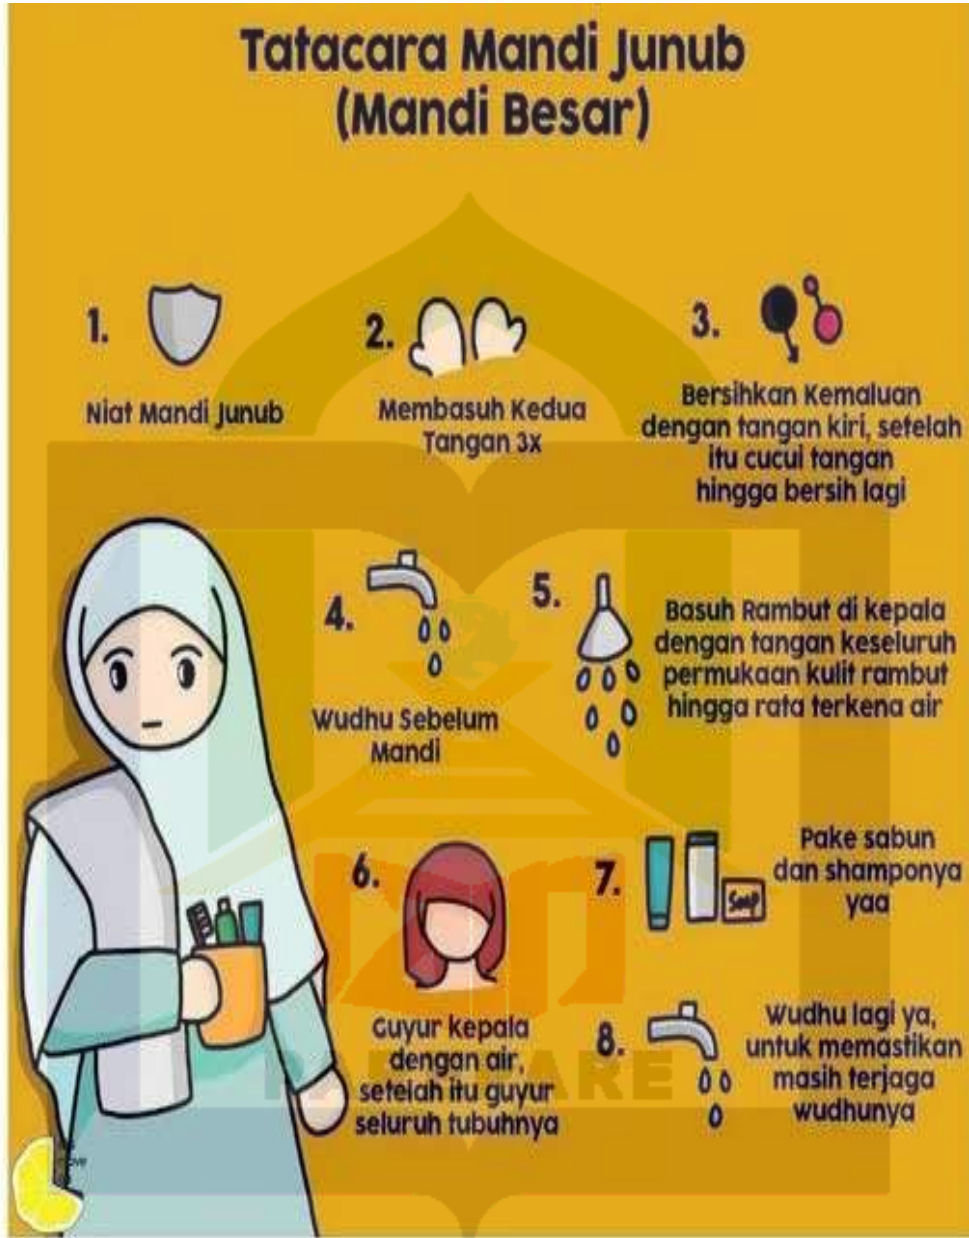 Tatacara Mandi Junub
(Mandi Besar)
1.
Niat Mandi Junub
2.
Membasuh Kedua
Tangan 3x
3.
Bersihkan Kemaluan
dengan tangan kiri, setelah
itu cucui tangan
hingga bersih lagi
4.
Wudhu Sebelum
Mandi
5.
Basuh Rambut di kepala
dengan tangan keseluruh
permukaan kulit rambut
hingga rata terkena air
6.
Guyur kepala
dengan air,
setelah itu guyur
seluruh tubuhnya
7.
Soap
Pake sabun
dan shamponya
yaa
8.
Wudhu lagi ya,
untuk memastikan
masih terjaga
wudhunya